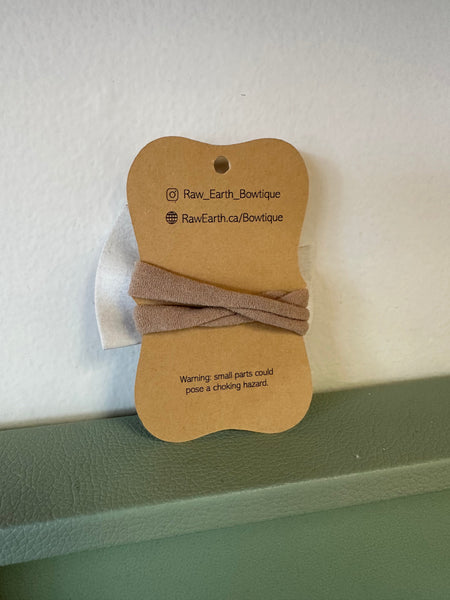 Raw_Earth_Bowtique
RawEarth.ca/Bowtique
Warning: small parts could
pose a choking hazard.